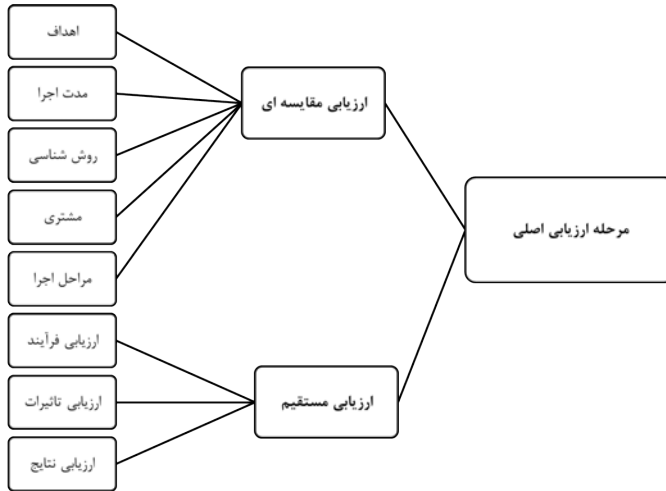 مرحله ارزیابی اصلی
ارزیابی مقایسه ای
اهداف
مدت اجرا
روش شناسی
مشتری
مراحل اجرا
ارزیابی مستقیم
ارزیابی فرآیند
ارزیابی تاثیرات
ارزیابی نتایج